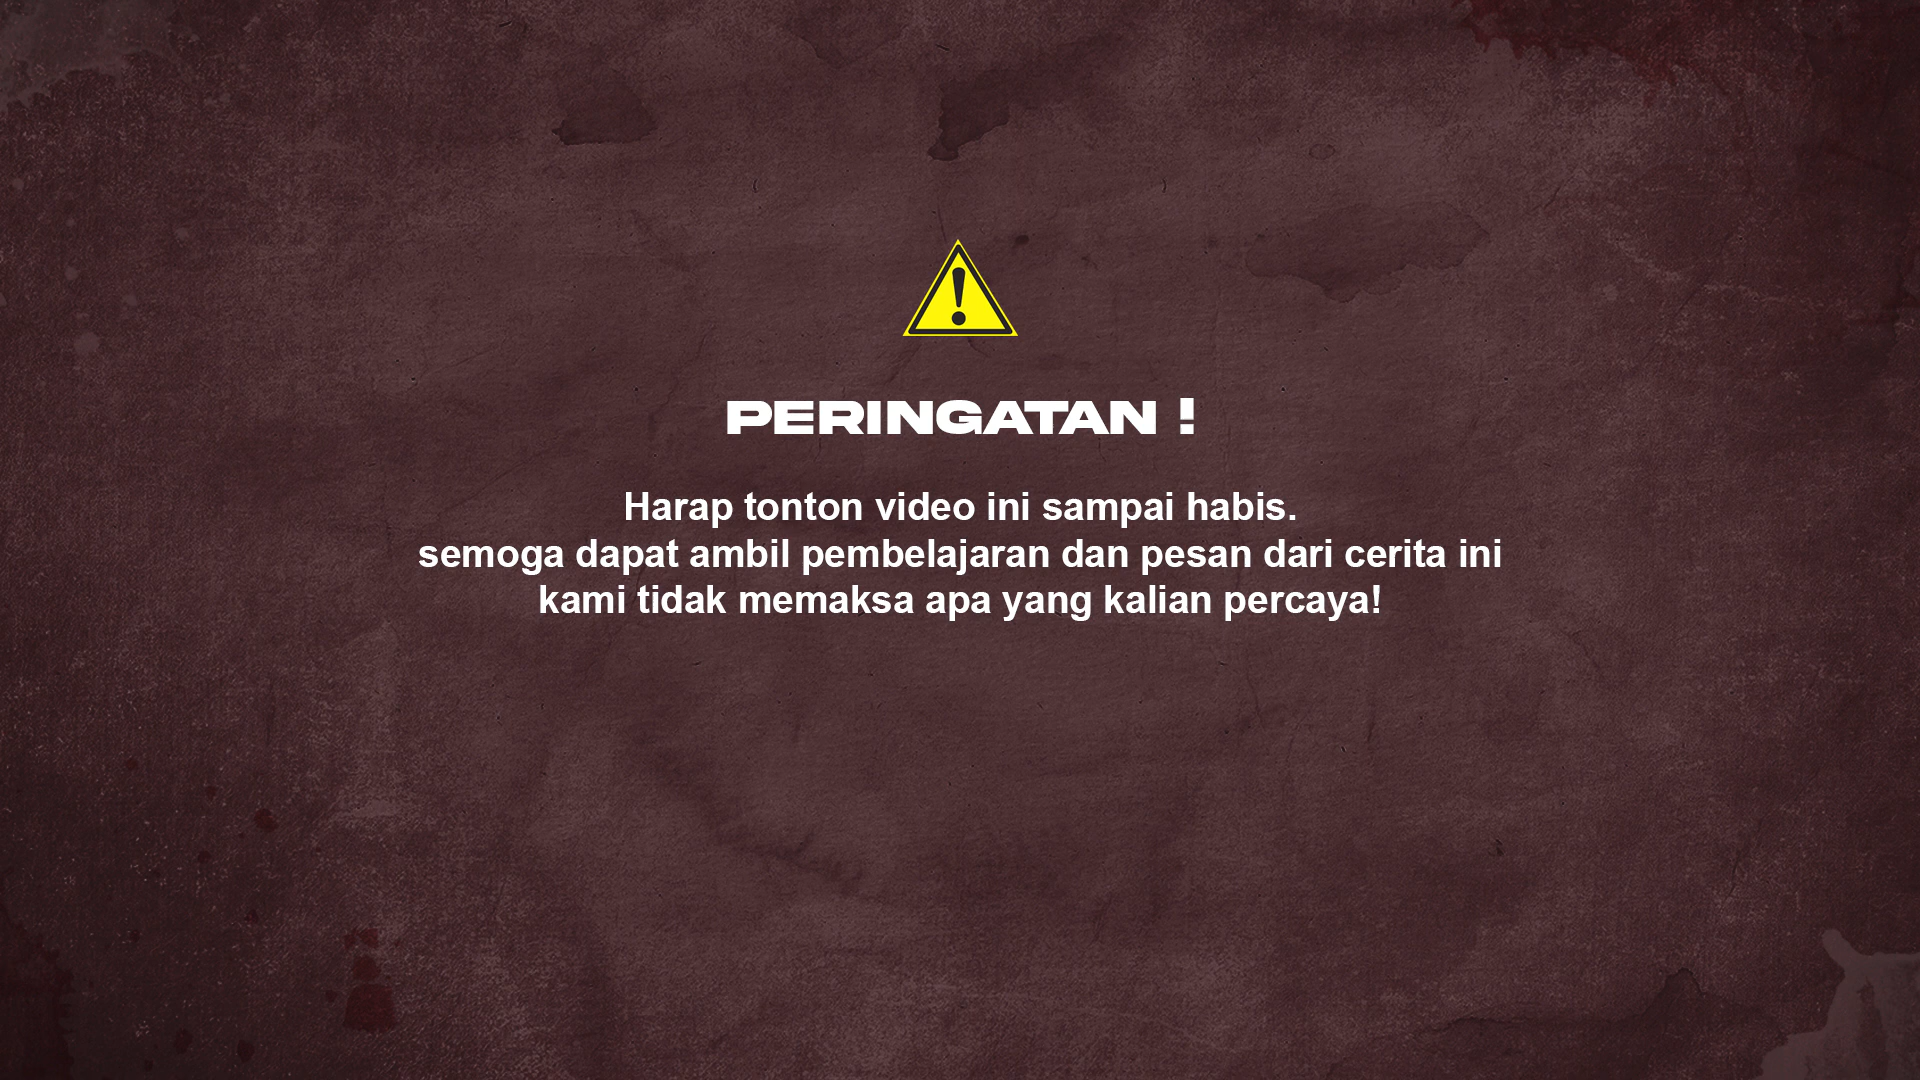 PERINGATAN !
Harap tonton video ini sampai habis.
semoga dapat ambil pembelajaran dan pesan dari cerita ini
kami tidak memaksa apa yang kalian percaya!